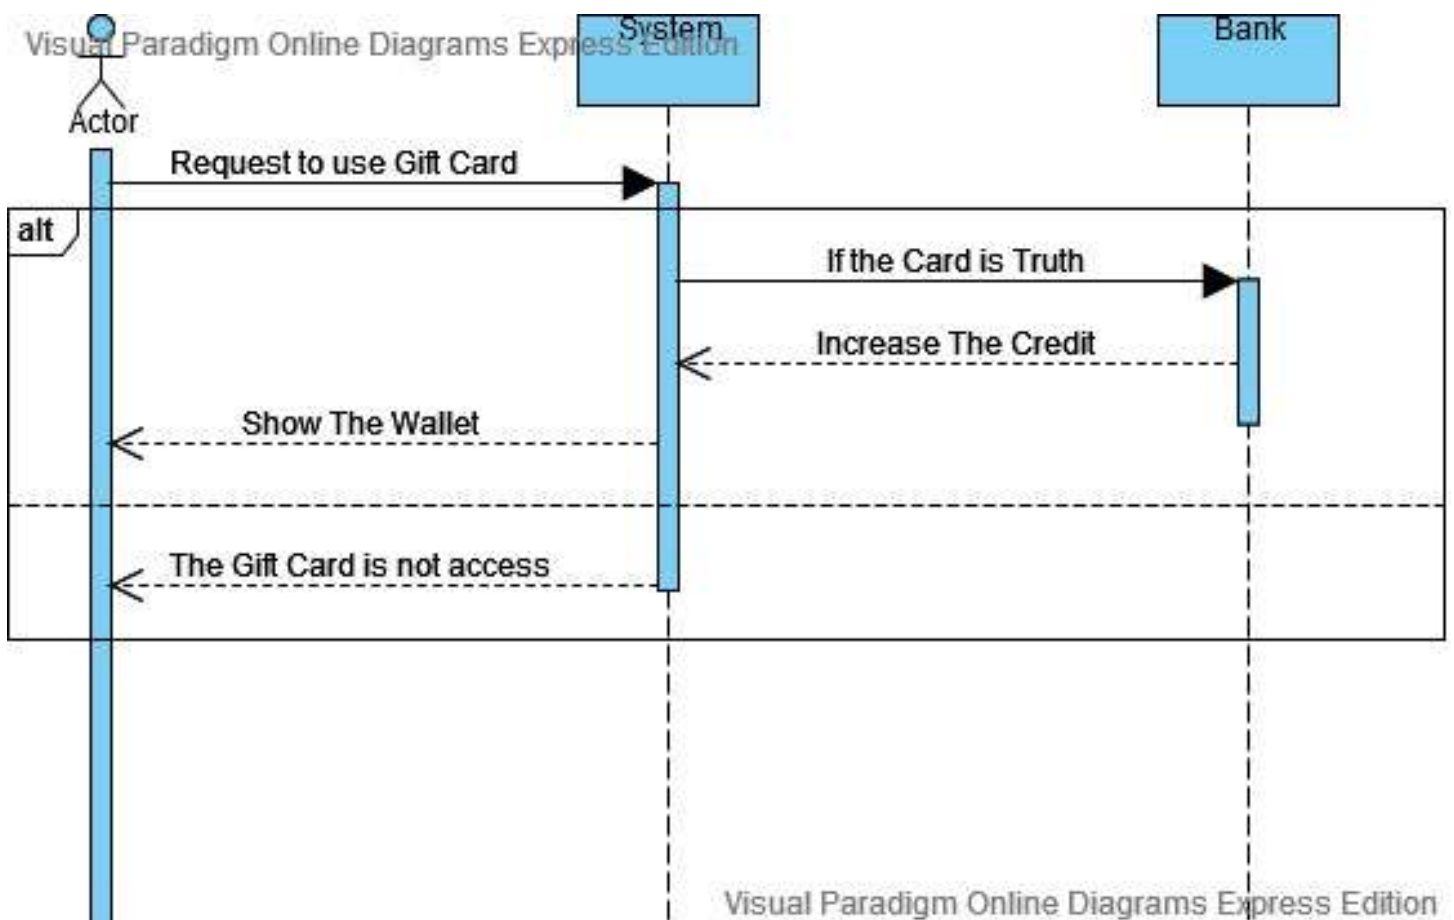 Visual Paradigm Online Diagrams Express Edition
System
Bank
Actor
Request to use Gift Card
alt
If the Card is Truth
Increase The Credit
Show The Wallet
The Gift Card is not access
Visual Paradigm Online Diagrams Express Edition